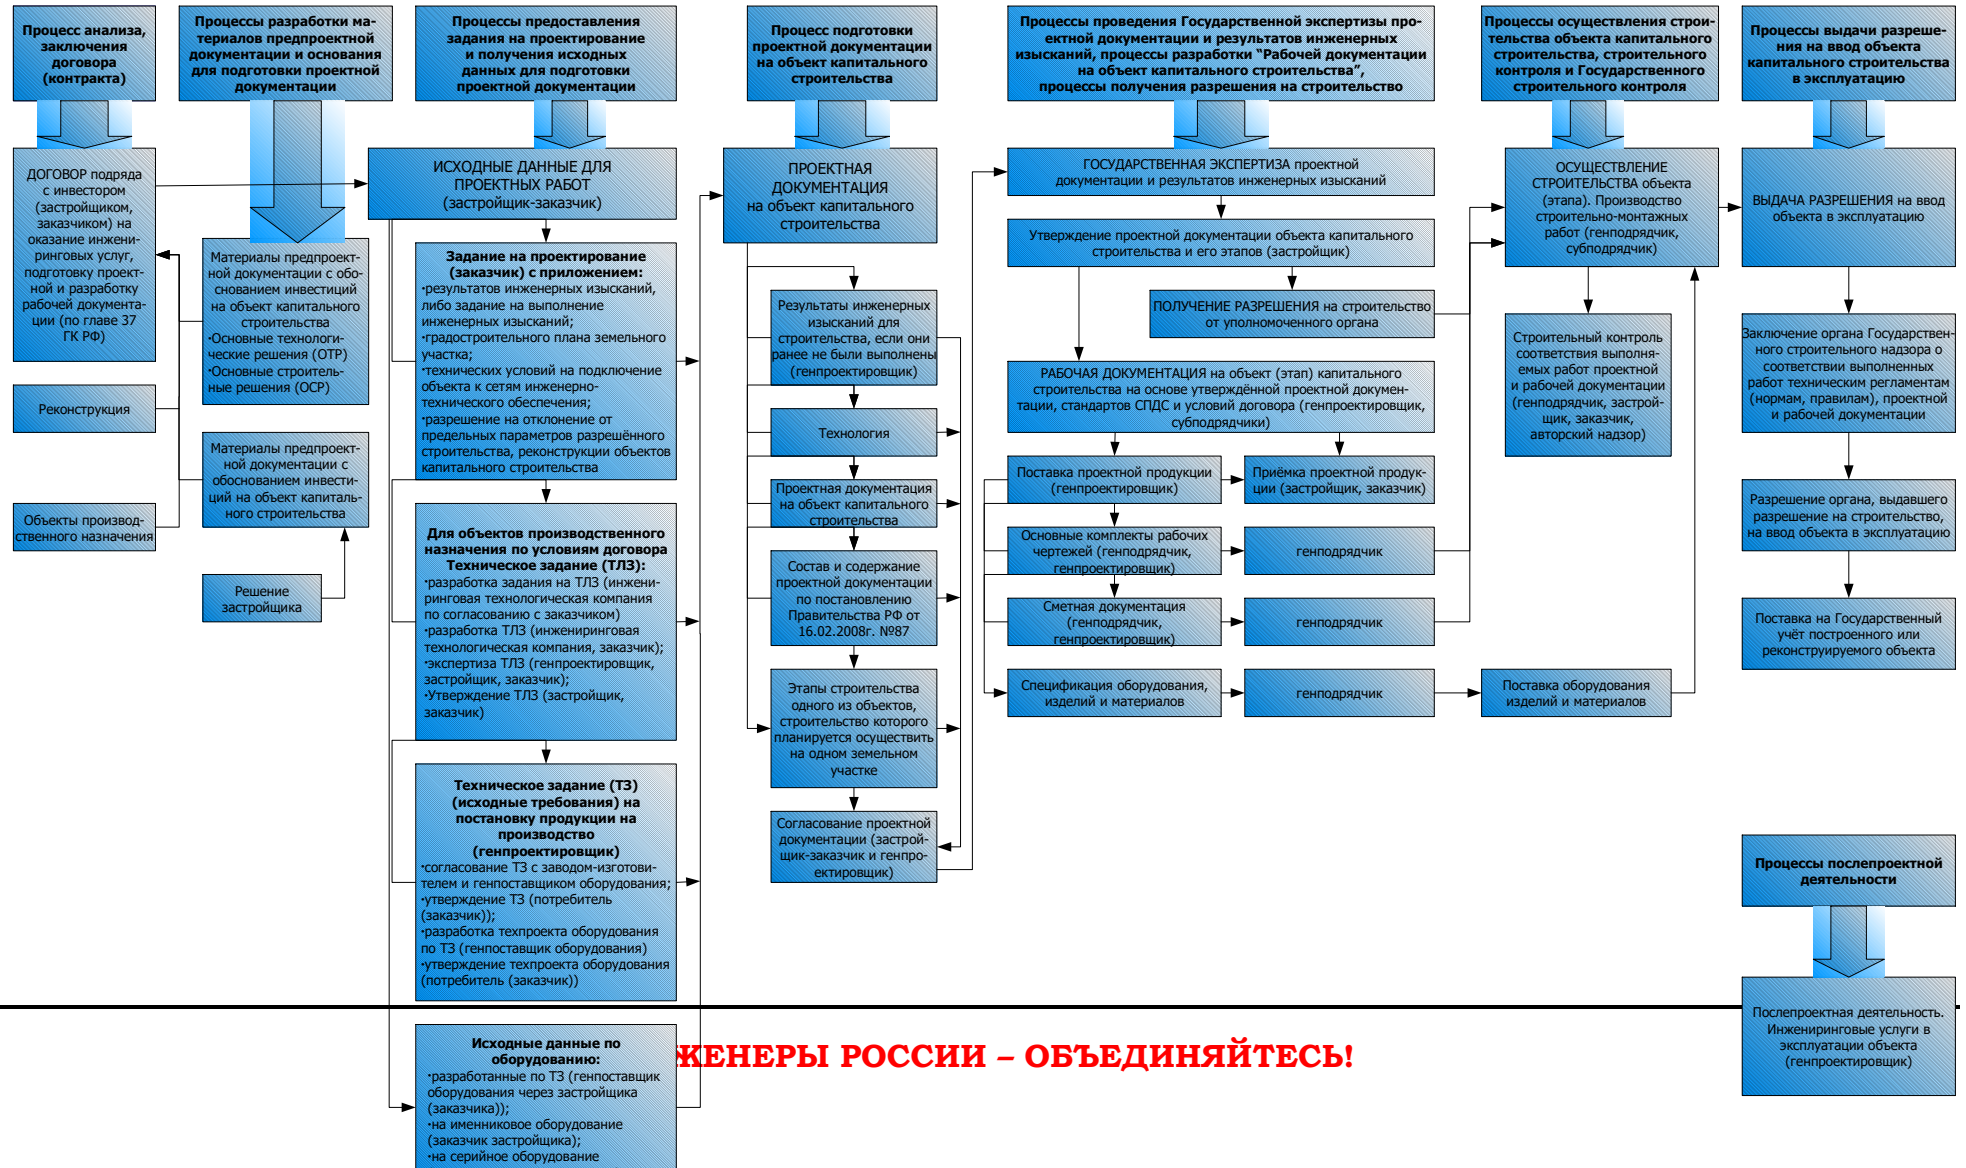 Процесс анализа,
заключения
договора
(контракта)
Процессы разработки ма-
териалов предпроектной
документации и основания
для подготовки проектной
документации
Процессы предоставления
задания на проектирование
и получения исходных
данных для подготовки
проектной документации
Процесс подготовки
проектной документации
на объект капитального
строительства
Процессы проведения Государственной экспертизы про-
ектной документации и результатов инженерных
изысканий, процессы разработки “Рабочей документации
на объект капитального строительства”,
процессы получения разрешения на строительство
Процессы осуществления строи-
тельства объекта капитального
строительства, строительного
контроля и Государственного
строительного контроля
Процессы выдачи разреше-
ния на ввод объекта
капитального строительства
в эксплуатацию
ДОГОВОР подряда
с инвестором
(застройщиком,
заказчиком) на
оказание инжени-
ринговых услуг,
подготовку проект-
ной и разработку
рабочей документа-
ции (по главе 37
ГК РФ)
Реконструкция
Объекты производ-
ственного назначения
Материалы предпроект-
ной документации с обо-
снованием инвестиций
на объект капитального
строительства
·Основные технологи-
ческие решения (ОТР)
·Основные строитель-
ные решения (ОСР)
Материалы предпроект-
ной документации с
обоснованием инвести-
ций на объект капиталь-
ного строительства
Решение
застройщика
ИСХОДНЫЕ ДАННЫЕ ДЛЯ
ПРОЕКТНЫХ РАБОТ
(застройщик-заказчик)
Задание на проектирование
(заказчик) с приложением:
·результатов инженерных изысканий,
либо задание на выполнение
инженерных изысканий;
·градостроительного плана земельного
участка;
·технических условий на подключение
объекта к сетям инженерно-
технического обеспечения;
·разрешение на отклонение от
предельных параметров разрешённого
строительства, реконструкции объектов
капитального строительства
Для объектов производственного
назначения по условиям договора
Техническое задание (ТЛЗ):
·разработка задания на ТЛЗ (инжени-
ринговая технологическая компания
по согласованию с заказчиком)
·разработка ТЛЗ (инжениринговая
технологическая компания, заказчик);
·экспертиза ТЛЗ (генпроектировщик,
застройщик, заказчик);
·Утверждение ТЛЗ (застройщик,
заказчик)
Техническое задание (ТЗ)
(исходные требования) на
постановку продукции на
производство
(генпроектировщик)
·согласование ТЗ с заводом-изготови-
телем и генпоставщиком оборудования;
·утверждение ТЗ (потребитель
(заказчик));
·разработка техпроекта оборудования
по ТЗ (генпоставщик оборудования)
·утверждение техпроекта оборудования
(потребитель (заказчик))
Исходные данные по
оборудованию:
·разработанные по ТЗ (генпоставщик
оборудования через застройщика
(заказчика));
·на именниковое оборудование
(заказчик застройщика);
·на серийное оборудование
ПРОЕКТНАЯ
ДОКУМЕНТАЦИЯ
на объект капитального
строительства
Результаты инженерных
изысканий для
строительства, если они
ранее не были выполнены
(генпроектировщик)
Технология
Проектная документация
на объект капитального
строительства
Состав и содержание
проектной документации
по постановлению
Правительства РФ от
16.02.2008г. №87
Этапы строительства
одного из объектов,
строительство которого
планируется осуществить
на одном земельном
участке
Согласование проектной
документации (застрой-
щик-заказчик и генпро-
ектировщик)
ГОСУДАРСТВЕННАЯ ЭКСПЕРТИЗА проектной
документации и результатов инженерных изысканий
Утверждение проектной документации объекта капитального
строительства и его этапов (застройщик)
ПОЛУЧЕНИЕ РАЗРЕШЕНИЯ на строительство
от уполномоченного органа
РАБОЧАЯ ДОКУМЕНТАЦИЯ на объект (этап) капитального
строительства на основе утверждённой проектной докумен-
тации, стандартов СПДС и условий договора (генпроектировщик,
субподрядчики)
Поставка проектной продукции
(генпроектировщик)
Приёмка проектной продук-
ции (застройщик, заказчик)
Основные комплекты рабочих
чертежей (генподрядчик,
генпроектировщик)
генподрядчик
Сметная документация
(генподрядчик,
генпроектировщик)
генподрядчик
Спецификация оборудования,
изделий и материалов
генподрядчик
Поставка оборудования
изделий и материалов
ОСУЩЕСТВЛЕНИЕ
СТРОИТЕЛЬСТВА объекта
(этапа). Производство
строительно-монтажных
работ (генподрядчик,
субподрядчик)
Строительный контроль
соответствия выполня-
емых работ проектной
и рабочей документации
(генподрядчик, застрой-
щик, заказчик,
авторский надзор)
ВЫДАЧА РАЗРЕШЕНИЯ на ввод
объекта в эксплуатацию
Заключение органа Государствен-
ного строительного надзора о
соответствии выполненных
работ техническим регламентам
(нормам, правилам), проектной
и рабочей документации
Разрешение органа, выдавшего
разрешение на строительство,
на ввод объекта в эксплуатацию
Поставка на Государственный
учёт построенного или
реконструируемого объекта
Процессы послепроектной
деятельности
Послепроектная деятельность.
Инжениринговые услуги в
эксплуатации объекта
(генпроектировщик)
ЖЕНЕРЫ РОССИИ – ОБЪЕДИНЯЙТЕСЬ!